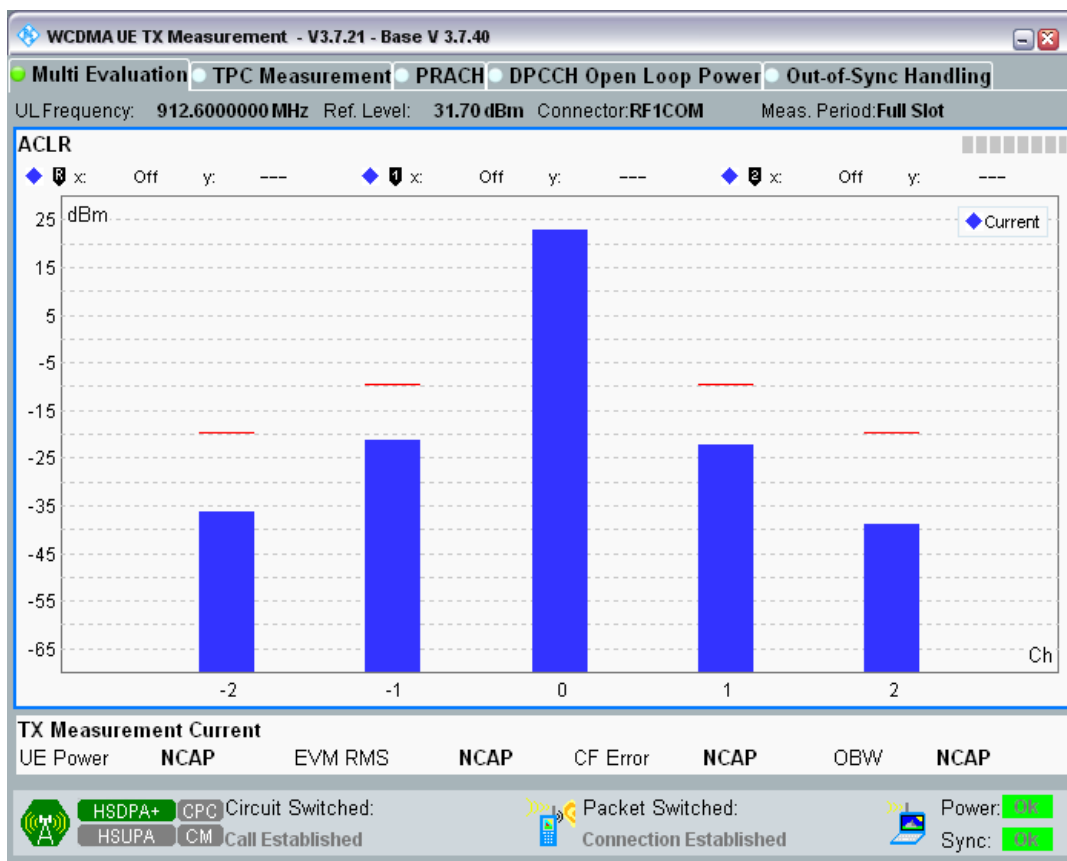 WCDMA UE TX Measurement - V3.7.21 - Base V 3.7.40
Multi Evaluation TPC Measurement PRACH DPCCH Open Loop Power Out-of-Sync Handling
UL Frequency: 912.6000000 MHz Ref. Level: 31.70 dBm Connector:RF1COM Meas. Period:Full Slot
ACLR
R x: Off y: --- 1 x: Off y: --- 2 x: Off y: ---
dBm
Current
25
15
5
-5
-15
-25
-35
-45
-55
-65
Ch
-2 -1 0 1 2
TX Measurement Current
UE Power NCAP EVM RMS NCAP CF Error NCAP OBW NCAP
HSDPA+ CPC Circuit Switched: Packet Switched: Power: Ok
HSUPA CM Call Established Connection Established Sync: Ok